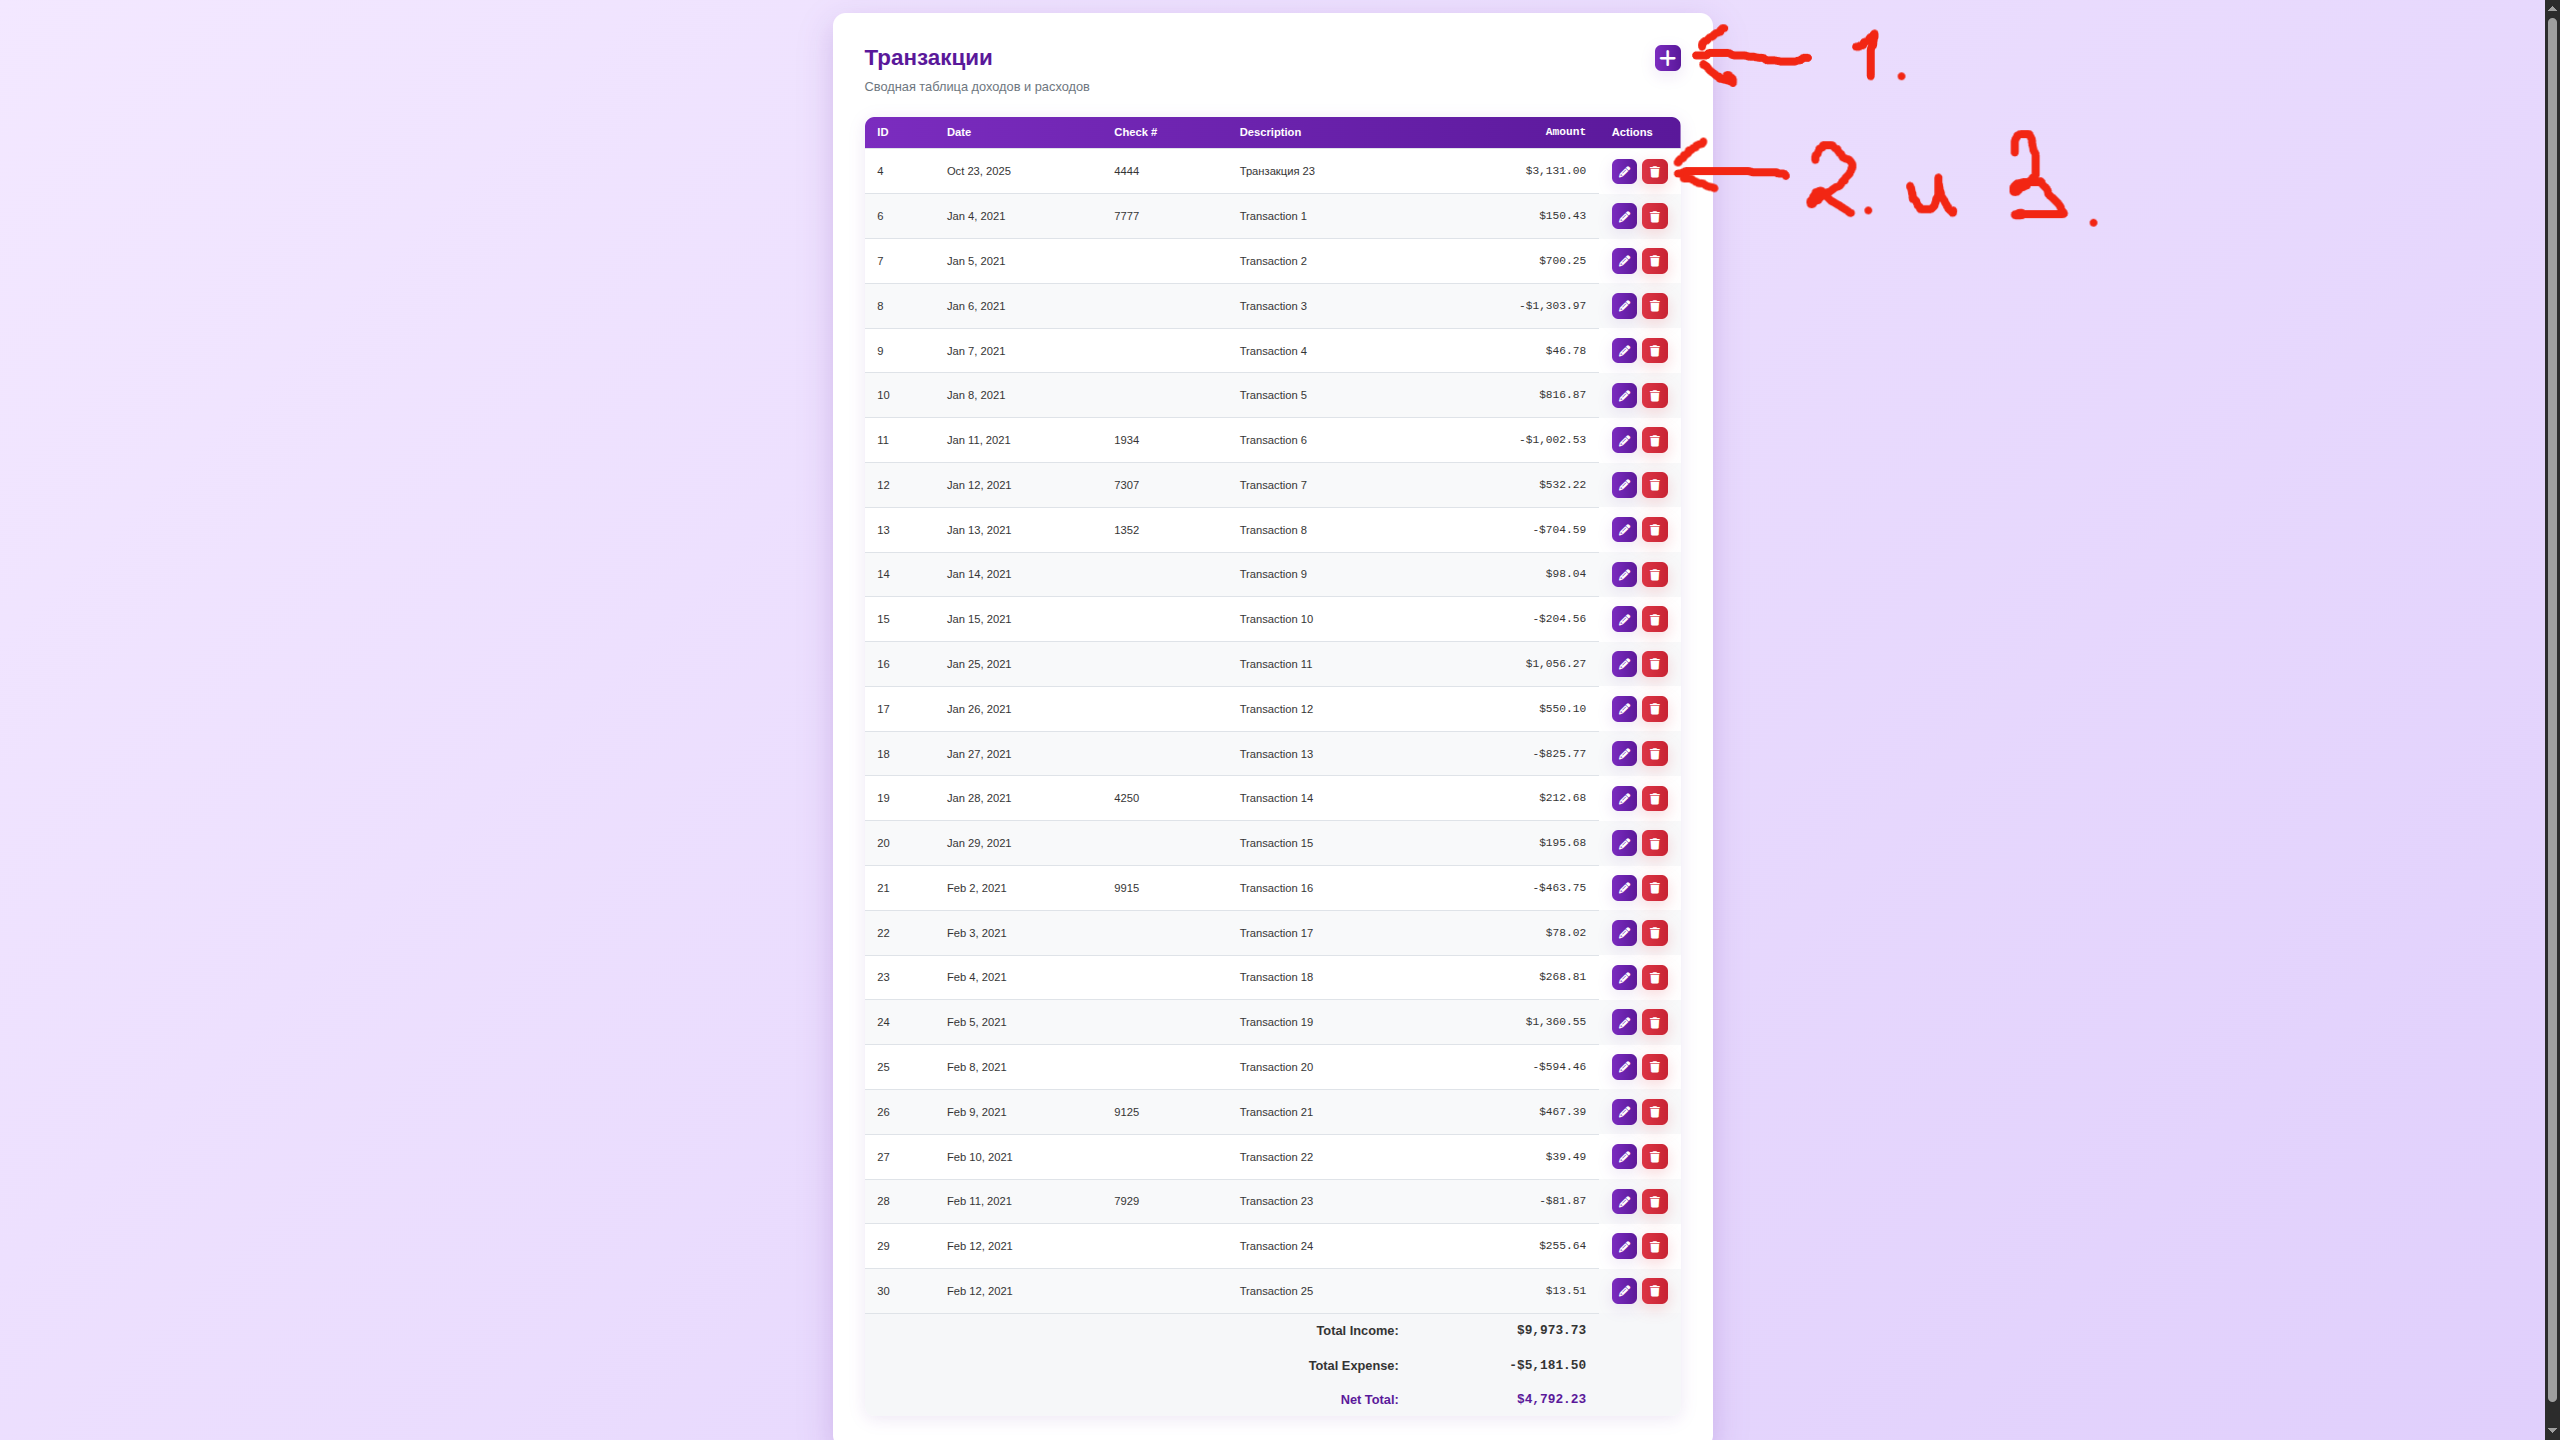 Транзакции
1.
Сводная таблица доходов и расходов
ID Date Check # Description Amount Actions
4 Oct 23, 2025 4444 Транзакция 23 $3,131.00
2. и 3.
6 Jan 4, 2021 7777 Transaction 1 $150.43
7 Jan 5, 2021 Transaction 2 $700.25
8 Jan 6, 2021 Transaction 3 -$1,303.97
9 Jan 7, 2021 Transaction 4 $46.78
10 Jan 8, 2021 Transaction 5 $816.87
11 Jan 11, 2021 1934 Transaction 6 -$1,002.53
12 Jan 12, 2021 7307 Transaction 7 $532.22
13 Jan 13, 2021 1352 Transaction 8 -$704.59
14 Jan 14, 2021 Transaction 9 $98.04
15 Jan 15, 2021 Transaction 10 -$204.56
16 Jan 25, 2021 Transaction 11 $1,056.27
17 Jan 26, 2021 Transaction 12 $550.10
18 Jan 27, 2021 Transaction 13 -$825.77
19 Jan 28, 2021 4250 Transaction 14 $212.68
20 Jan 29, 2021 Transaction 15 $195.68
21 Feb 2, 2021 9915 Transaction 16 -$463.75
22 Feb 3, 2021 Transaction 17 $78.02
23 Feb 4, 2021 Transaction 18 $268.81
24 Feb 5, 2021 Transaction 19 $1,360.55
25 Feb 8, 2021 Transaction 20 -$594.46
26 Feb 9, 2021 9125 Transaction 21 $467.39
27 Feb 10, 2021 Transaction 22 $39.49
28 Feb 11, 2021 7929 Transaction 23 -$81.87
29 Feb 12, 2021 Transaction 24 $255.64
30 Feb 12, 2021 Transaction 25 $13.51
Total Income: $9,973.73
Total Expense: -$5,181.50
Net Total: $4,792.23